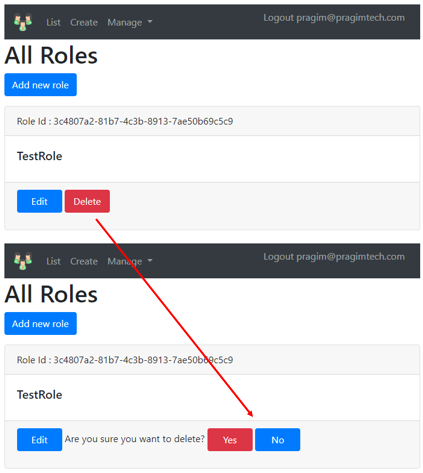 List Create Manage Logout pragim@pragimtech.com
All Roles
Add new role
Role Id : 3c4807a2-81b7-4c3b-8913-7ae50b69c5c9
TestRole
Edit Delete
List Create Manage Logout pragim@pragimtech.com
All Roles
Add new role
Role Id : 3c4807a2-81b7-4c3b-8913-7ae50b69c5c9
TestRole
Edit Are you sure you want to delete? Yes No